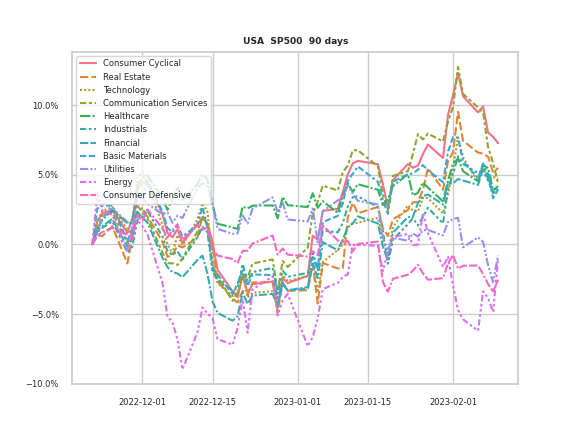 USA SP500 90 days
Consumer Cyclical
Real Estate
Technology
Communication Services
Healthcare
Industrials
Financial
Basic Materials
Utilities
Energy
Consumer Defensive
10.0%
5.0%
0.0%
−5.0%
−10.0%
2022-12-01
2022-12-15
2023-01-01
2023-01-15
2023-02-01